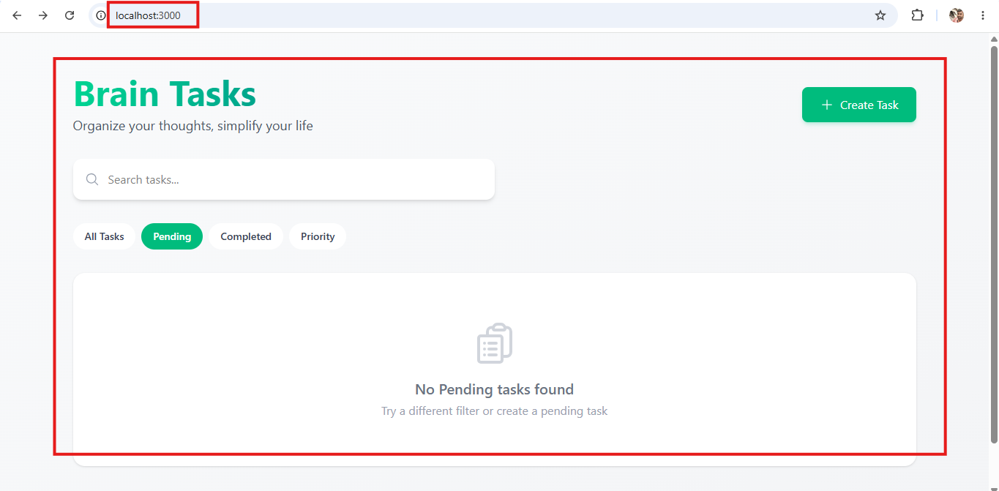 localhost:3000
Brain Tasks
Organize your thoughts, simplify your life
Create Task
Search tasks...
All Tasks
Pending
Completed
Priority
No Pending tasks found
Try a different filter or create a pending task